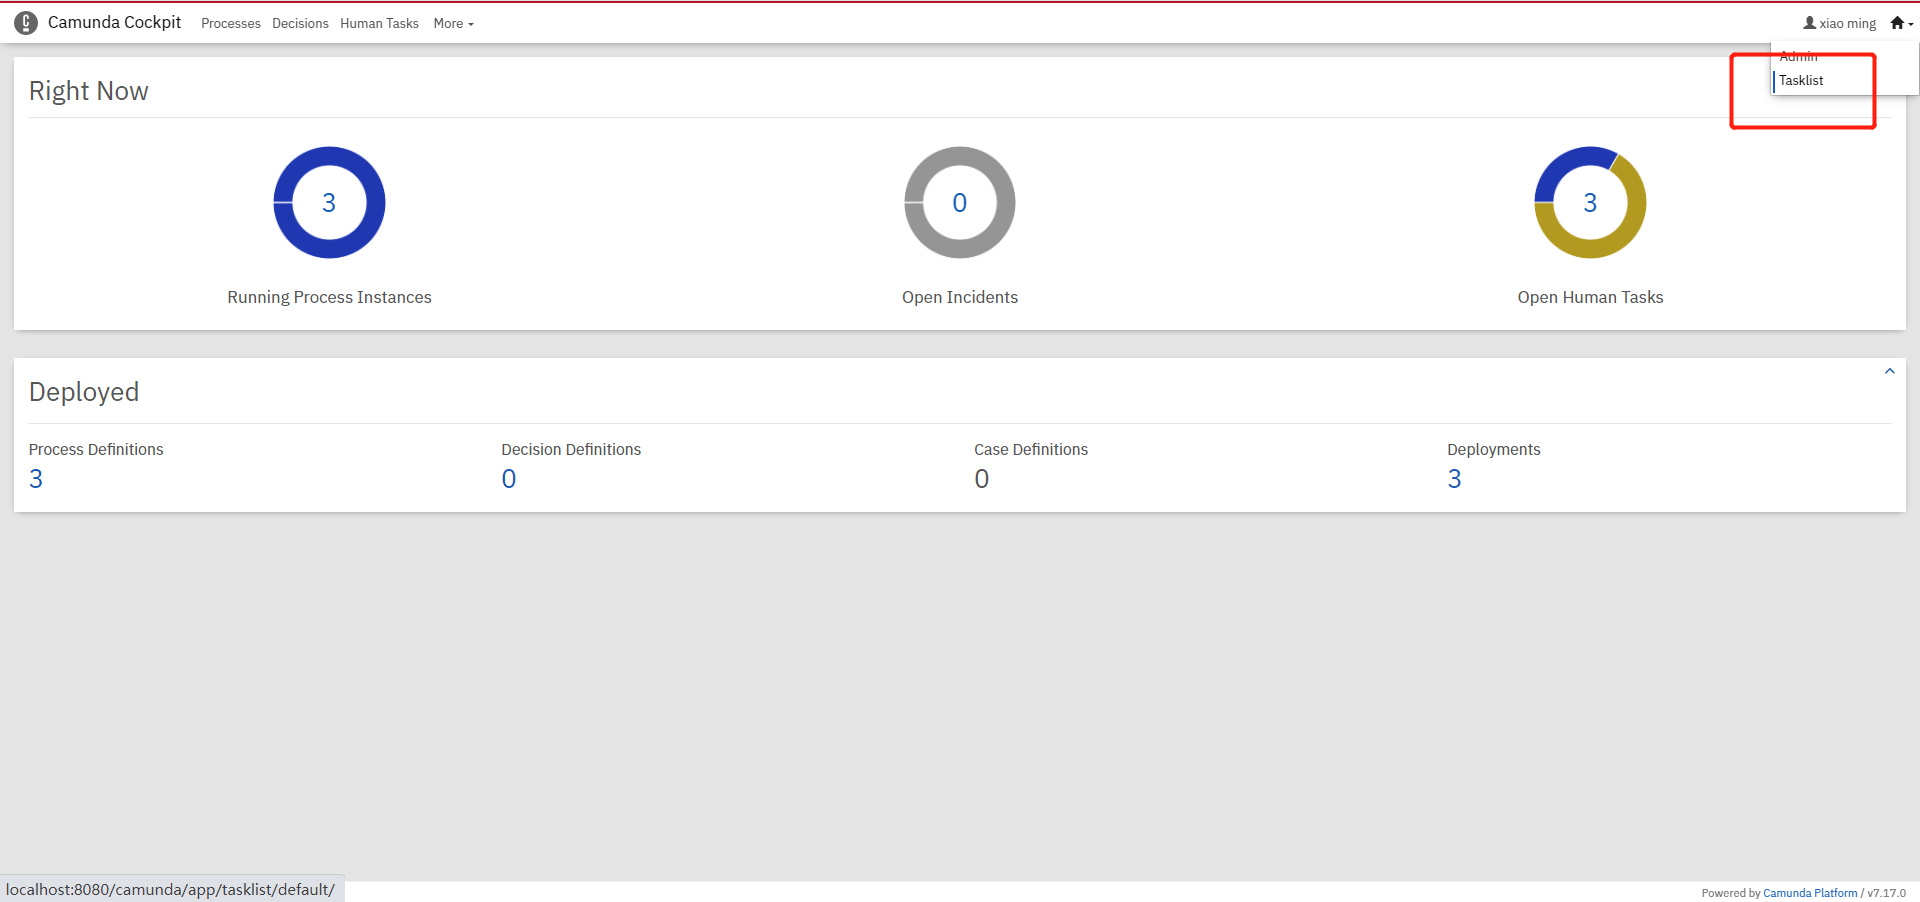 Camunda Cockpit Processes Decisions Human Tasks More xiao ming
Admin
Tasklist
Right Now
3 0 3
Running Process Instances Open Incidents Open Human Tasks
Deployed
Process Definitions Decision Definitions Case Definitions Deployments
3 0 0 3
localhost:8080/camunda/app/tasklist/default/
Powered by Camunda Platform / v7.17.0